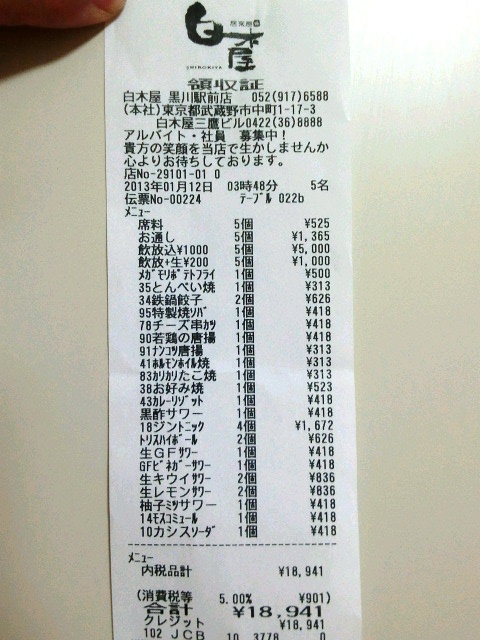 居食屋
白木屋
SHIROKIYA
領収証
白木屋 黒川駅前店 052(917)6588
(本社)東京都武蔵野市中町1-17-3
白木屋三鷹ビル0422(36)8888
アルバイト・社員 募集中!
貴方の笑顔を当店で生かしませんか
心よりお待ちしております。
店No-29101-01 0
2013年01月12日 03時48分 5名
伝票No-00224 テーブル 022b
メニュー
席料 5個 ¥525
お通し 5個 ¥1,365
飲放込¥1000 5個 ¥5,000
飲放+生¥200 5個 ¥1,000
メガモリポテトフライ 1個 ¥500
35とんぺい焼 1個 ¥313
34鉄鍋餃子 2個 ¥626
95特製焼ソバ 1個 ¥418
78チーズ串カツ 1個 ¥418
90若鶏の唐揚 1個 ¥418
91ナンコツ唐揚 1個 ¥313
41ホルモンホイル焼 1個 ¥313
83カリカリたこ焼 1個 ¥313
38お好み焼 1個 ¥523
43カレーリゾット 1個 ¥418
黒酢サワー 1個 ¥418
18ジントニック 4個 ¥1,672
トリスハイボール 2個 ¥626
生GFサワー 1個 ¥418
GFビネガーサワー 1個 ¥418
生キウイサワー 2個 ¥836
生レモンサワー 2個 ¥836
柚子ミツサワー 1個 ¥418
14モスコミュール 1個 ¥418
10カシスソーダ 1個 ¥418
メニュー
内税品計 ¥18,941
(消費税等 5.00% ¥901)
合計 ¥18,941
クレジット ¥18,941
102 JCB 10 3778 0